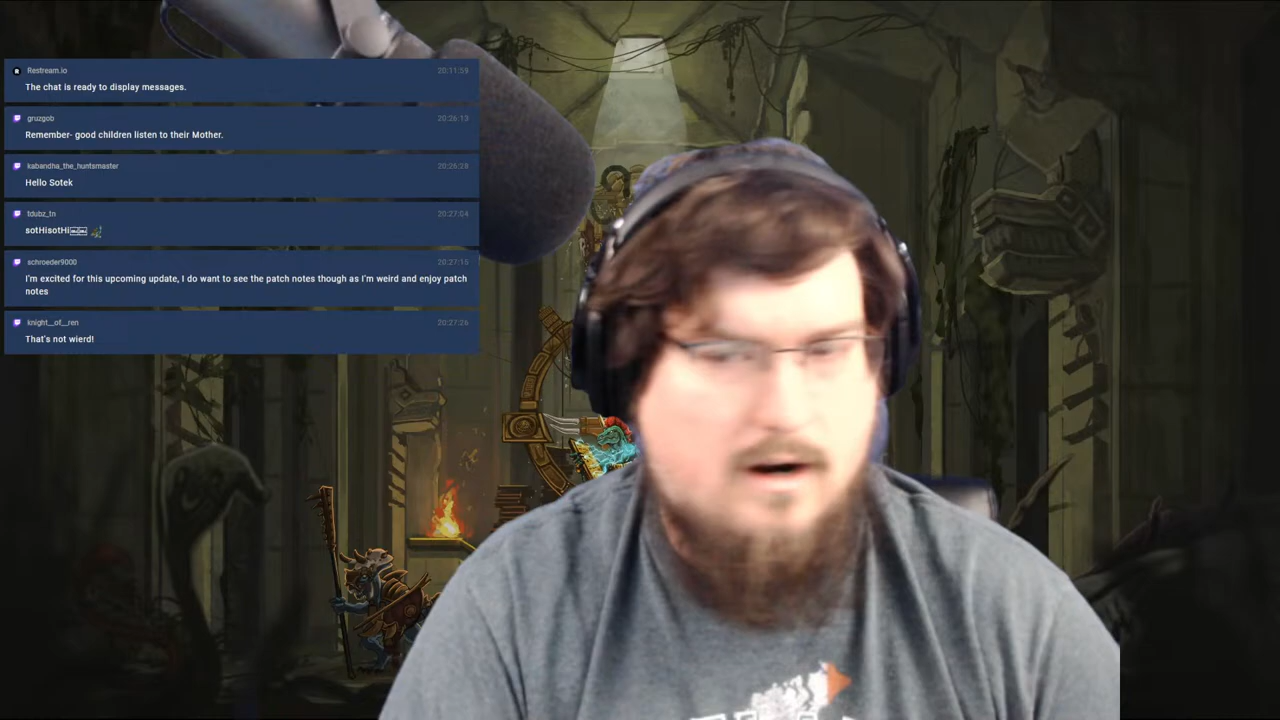 Restream.io 20:11:59
The chat is ready to display messages.
gruzgob 20:26:13
Remember- good children listen to their Mother.
kabandha_the_huntsmaster 20:26:28
Hello Sotek
tdubz_tn 20:27:04
sotHisotHi
schroeder9000 20:27:15
I'm excited for this upcoming update, I do want to see the patch notes though as I'm weird and enjoy patch
notes
knight__of__ren 20:27:26
That's not wierd!